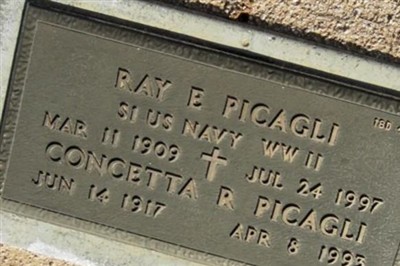 RAY E PICAGLI
S1 US NAVY WW II
MAR 11 1909 JUL 24 1997
CONCETTA R PICAGLI
JUN 14 1917 APR 8 1995